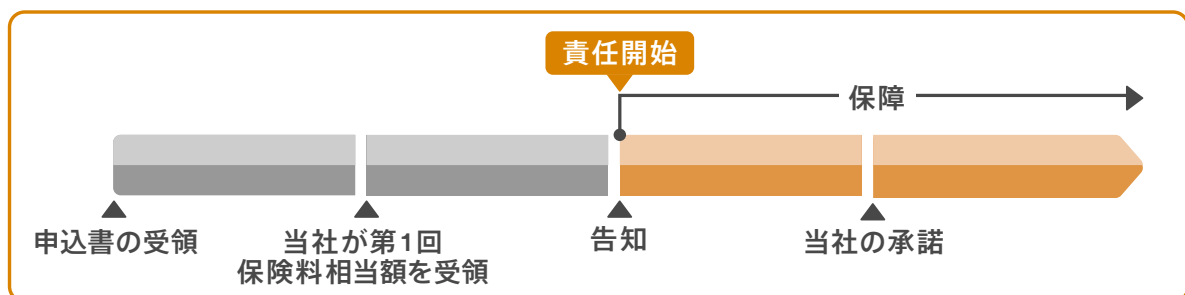 責任開始
保障
申込書の受領
当社が第1回
保険料相当額を受領
告知
当社の承諾